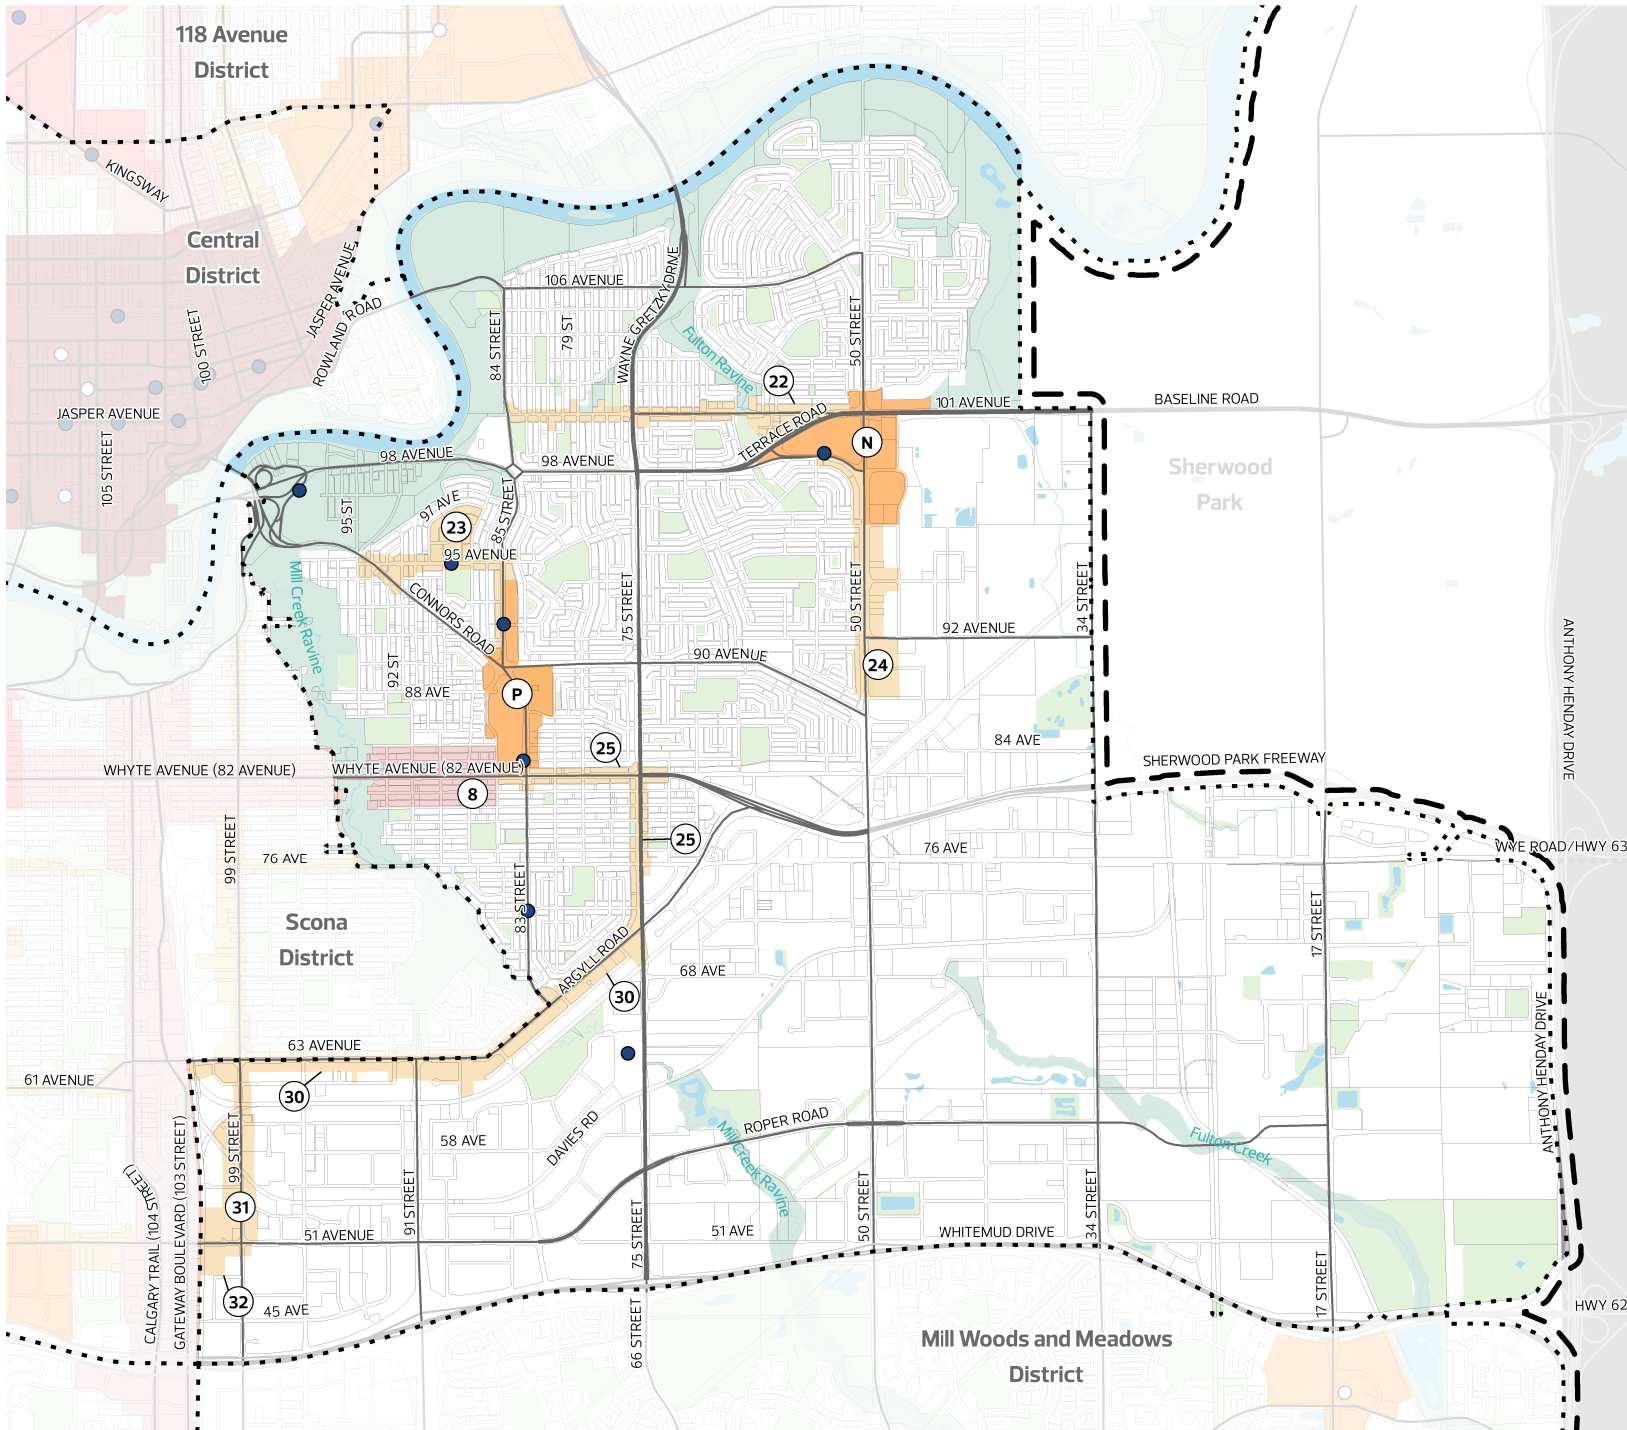 118 Avenue
District
KINGSWAY
Central
District
JASPER AVENUE
ROWLAND ROAD
100 STREET
JASPER AVENUE
105 STREET
106 AVENUE
84 STREET
79 ST
WAYNE GRETZKY DRIVE
Fulton Ravine
50 STREET
22
101 AVENUE
BASELINE ROAD
TERRACE ROAD
N
98 AVENUE
98 AVENUE
Sherwood
Park
95 ST
97 AVE
23
85 STREET
95 AVENUE
Mill Creek Ravine
CONNORS ROAD
75 STREET
50 STREET
34 STREET
92 AVENUE
92 ST
90 AVENUE
24
88 AVE
P
84 AVE
25
WHYTE AVENUE (82 AVENUE)
WHYTE AVENUE (82 AVENUE)
SHERWOOD PARK FREEWAY
ANTHONY HENDAY DRIVE
8
25
99 STREET
76 AVE
76 AVE
WYE ROAD/HWY 63
83 STREET
17 STREET
Scona
District
ARGYLL ROAD
68 AVE
30
63 AVENUE
61 AVENUE
30
ANTHONY HENDAY DRIVE
99 STREET
58 AVE
DAVIES RD
ROPER ROAD
Mill Creek Ravine
Fulton Creek
CALGARY TRAIL (104 STREET)
GATEWAY BOULEVARD (103 STREET)
31
91 STREET
51 AVENUE
75 STREET
51 AVE
50 STREET
WHITEMUD DRIVE
34 STREET
17 STREET
32
45 AVE
66 STREET
HWY 62
Mill Woods and Meadows
District